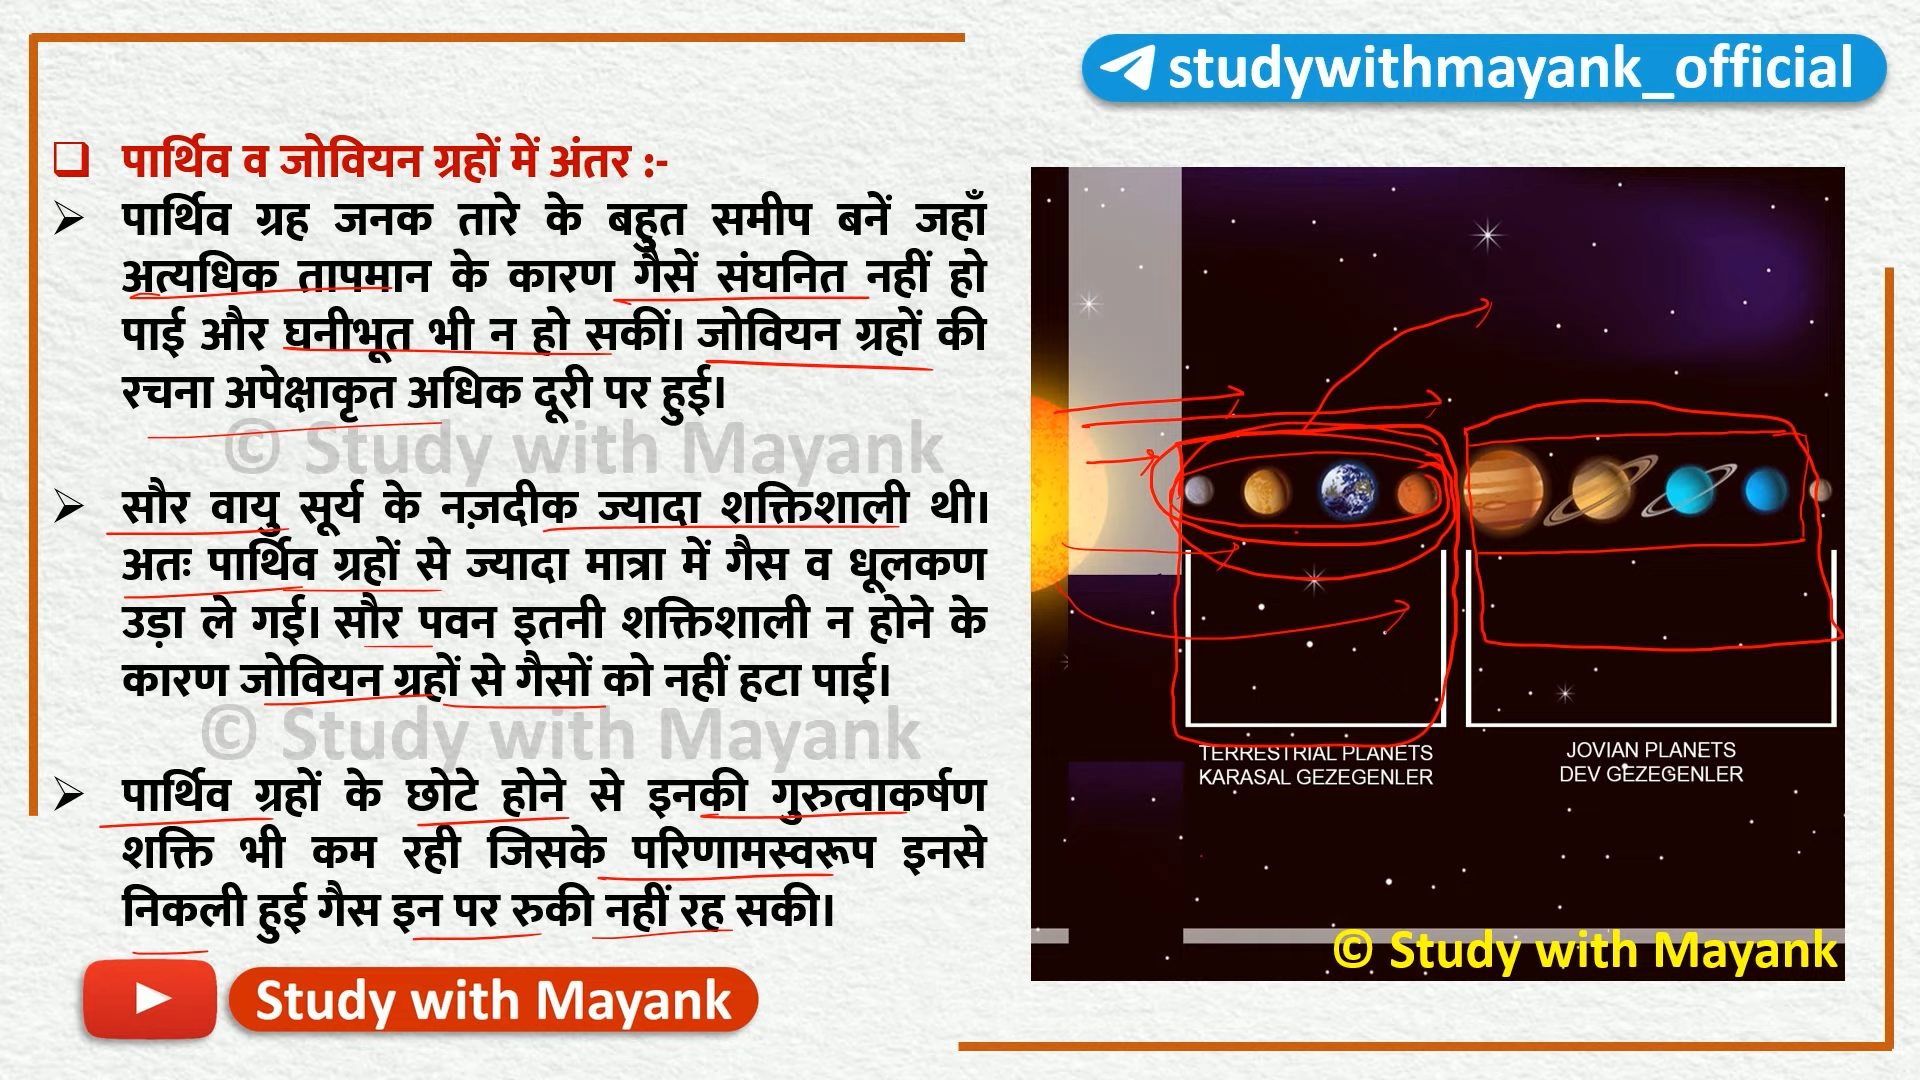 studywithmayank_official
पार्थिव व जोवियन ग्रहों में अंतर :-
पार्थिव ग्रह जनक तारे के बहुत समीप बनें जहाँ
अत्यधिक तापमान के कारण गैसें संघनित नहीं हो
पाई और घनीभूत भी न हो सकीं। जोवियन ग्रहों की
रचना अपेक्षाकृत अधिक दूरी पर हुई।
© Study with Mayank
सौर वायु सूर्य के नज़दीक ज्यादा शक्तिशाली थी।
अतः पार्थिव ग्रहों से ज्यादा मात्रा में गैस व धूलकण
उड़ा ले गई। सौर पवन इतनी शक्तिशाली न होने के
कारण जोवियन ग्रहों से गैसों को नहीं हटा पाई।
© Study with Mayank
पार्थिव ग्रहों के छोटे होने से इनकी गुरुत्वाकर्षण
शक्ति भी कम रही जिसके परिणामस्वरूप इनसे
निकली हुई गैस इन पर रुकी नहीं रह सकी।
Study with Mayank
TERRESTRIAL PLANETS
KARASAL GEZEGENLER
JOVIAN PLANETS
DEV GEZEGENLER
© Study with Mayank